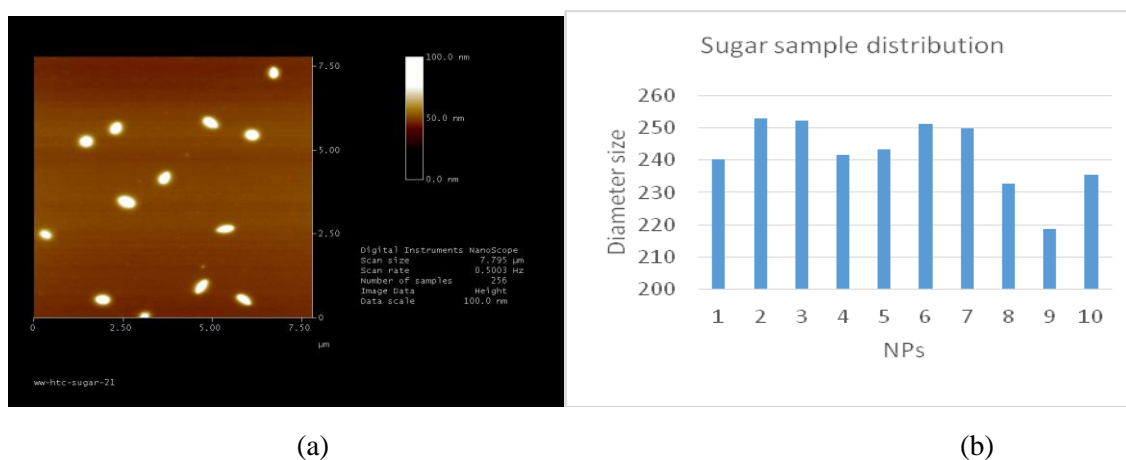 100.0 nm
50.0 nm
0.0 nm
7.50
5.00
2.50
0
0 2.50 5.00 7.50
µm
Digital Instruments NanoScope
Scan size 7.795 µm
Scan rate 0.5003 Hz
Number of samples 256
Image Data Height
Data scale 100.0 nm
ww-htc-sugar-21
(a)
Sugar sample distribution
Diameter size
260
250
240
230
220
210
200
1 2 3 4 5 6 7 8 9 10
NPs
(b)